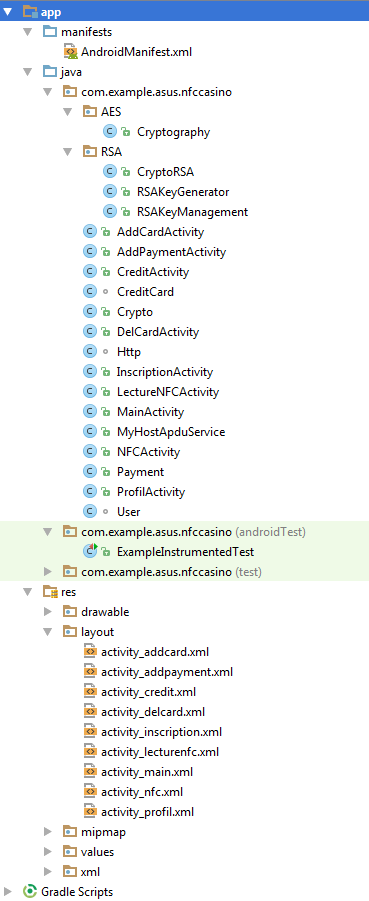 app
manifests
AndroidManifest.xml
java
com.example.asus.nfccasino
AES
Cryptography
RSA
CryptoRSA
RSAKeyGenerator
RSAKeyManagement
AddCardActivity
AddPaymentActivity
CreditActivity
CreditCard
Crypto
DelCardActivity
Http
InscriptionActivity
LectureNFCActivity
MainActivity
MyHostApduService
NFCActivity
Payment
ProfilActivity
User
com.example.asus.nfccasino (androidTest)
ExampleInstrumentedTest
com.example.asus.nfccasino (test)
res
drawable
layout
activity_addcard.xml
activity_addpayment.xml
activity_credit.xml
activity_delcard.xml
activity_inscription.xml
activity_lecturenfc.xml
activity_main.xml
activity_nfc.xml
activity_profil.xml
mipmap
values
xml
Gradle Scripts